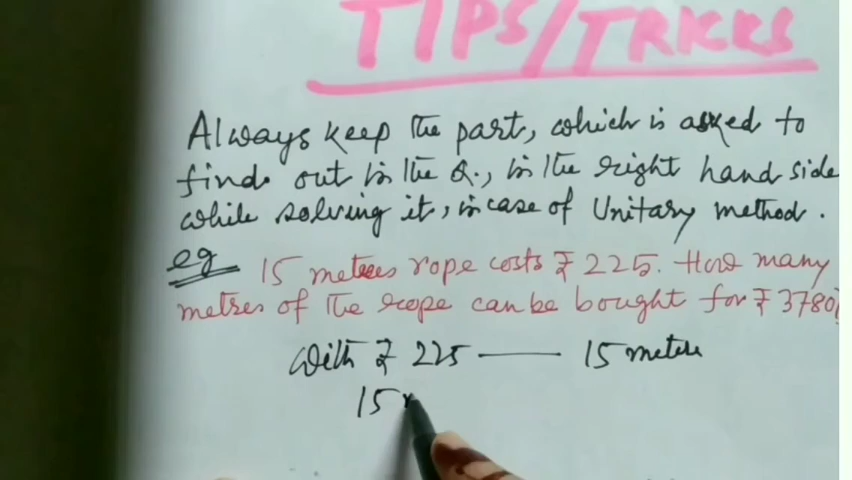 TIPS/TRICKS
Always keep the part, which is asked to
find out in the Q., in the right hand side
while solving it, in case of Unitary method.
eg 15 metres rope costs ₹ 225. How many
metres of the rope can be bought for ₹ 3780?
With ₹ 225 — 15 metre
15